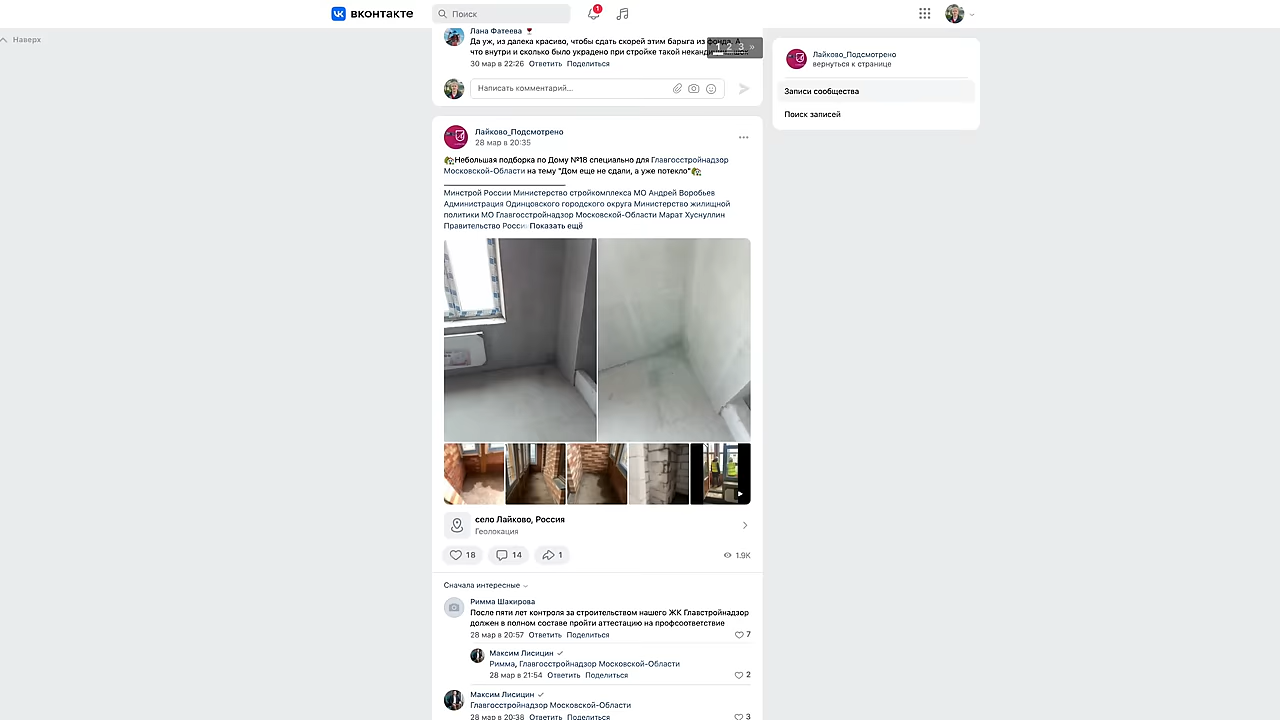 вконтакте
Поиск
1
Наверх
Лана Фатеева
Да уж, из далека красиво, чтобы сдать скорей этим барыга из
что внутри и сколько было украдено при стройке такой
1 2 3 »
30 мар в 22:26 Ответить Поделиться
Написать комментарий...
Лайково_Подсмотрено
вернуться к странице
Записи сообщества
Поиск записей
Лайково_Подсмотрено
28 мар в 20:35
Небольшая подборка по Дому №18 специально для Главгосстройнадзор
Московской-Области на тему "Дом еще не сдали, а уже потекло"
Минстрой России Министерство стройкомплекса МО Андрей Воробьев
Администрация Одинцовского городского округа Министерство жилищной
политики МО Главгосстройнадзор Московской-Области Марат Хуснуллин
Правительство Росси Показать ещё
село Лайково, Россия
Геолокация
18 14 1 1.9K
Сначала интересные
Римма Шакирова
После пяти лет контроля за строительством нашего ЖК Главстройнадзор
должен в полном составе пройти аттестацию на профсоответствие
28 мар в 20:57 Ответить Поделиться 7
Максим Лисицин
Римма, Главгосстройнадзор Московской-Области
28 мар в 21:54 Ответить Поделиться 2
Максим Лисицин
Главгосстройнадзор Московской-Области
28 мар в 20:38 Ответить Поделиться 3